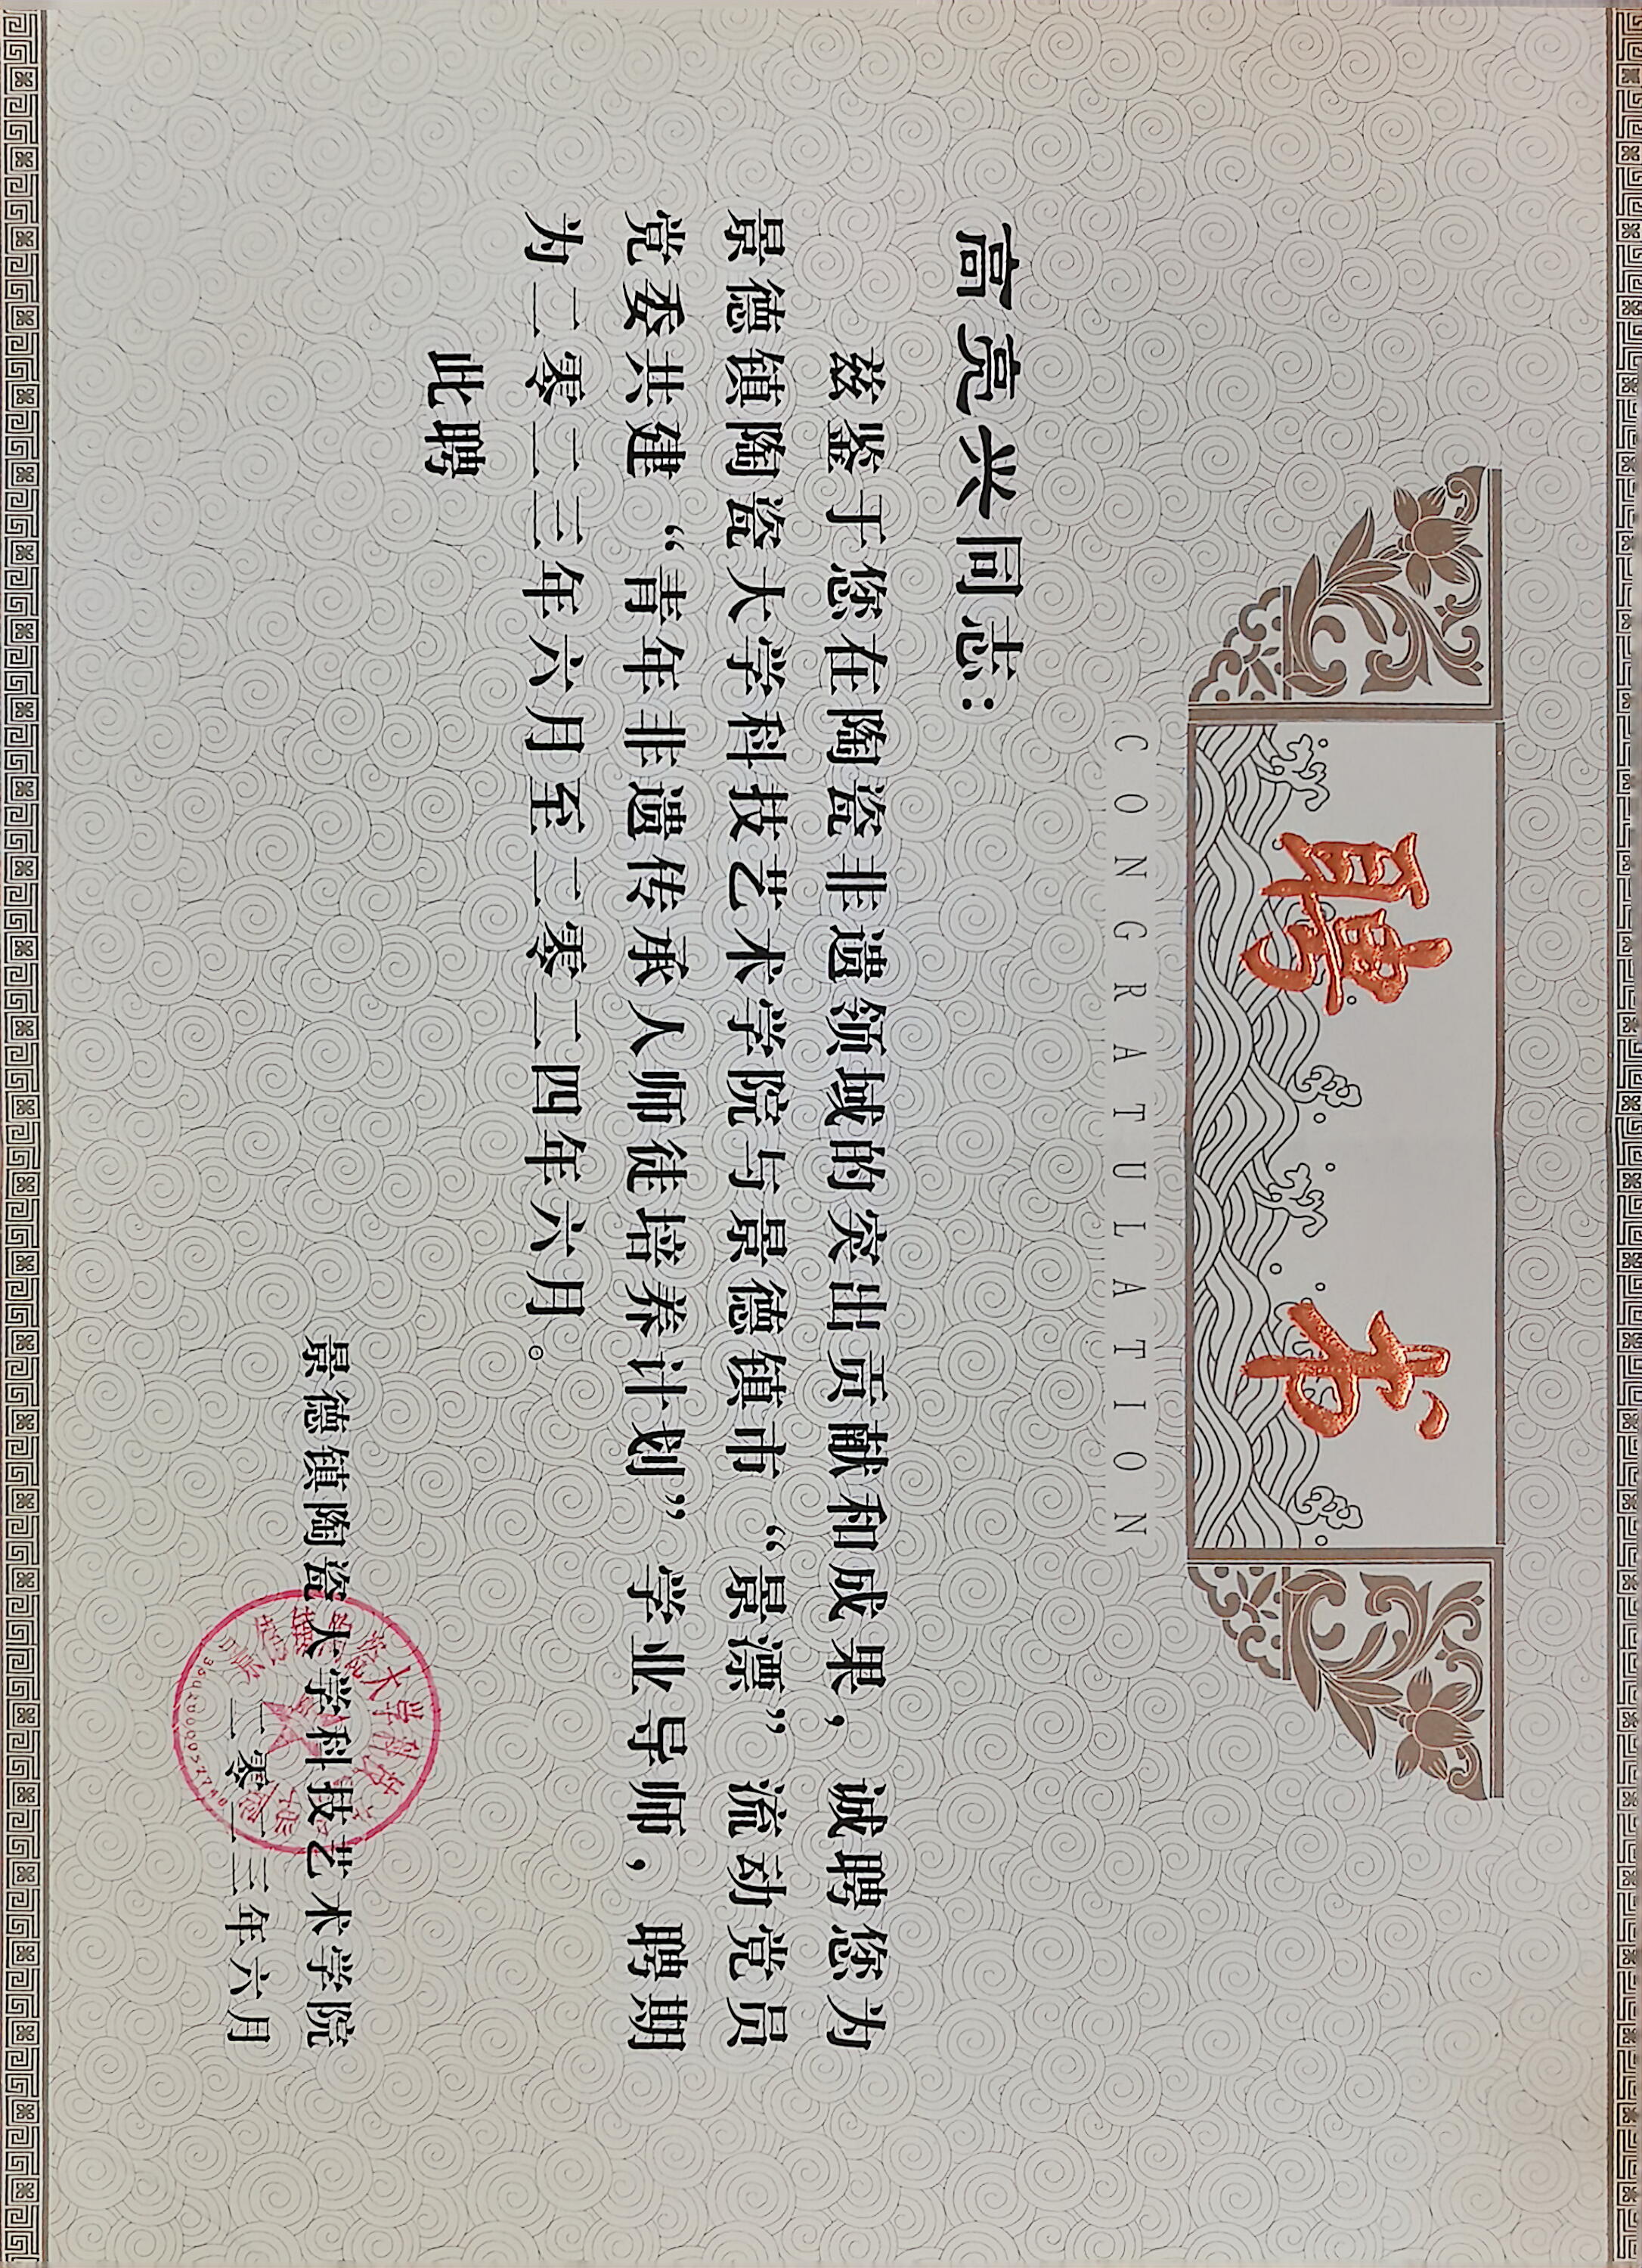 聘书
CONGRATULATION
高亮兴同志：
兹鉴于您在陶瓷非遗领域的突出贡献和成果，诚聘您为
景德镇陶瓷大学科技艺术学院与景德镇市“景漂”流动党员
党委共建“青年非遗传承人师徒培养计划”学业导师，聘期
为二零二三年六月至二零二四年六月。
此聘
景德镇陶瓷大学科技艺术学院
二零二三年六月